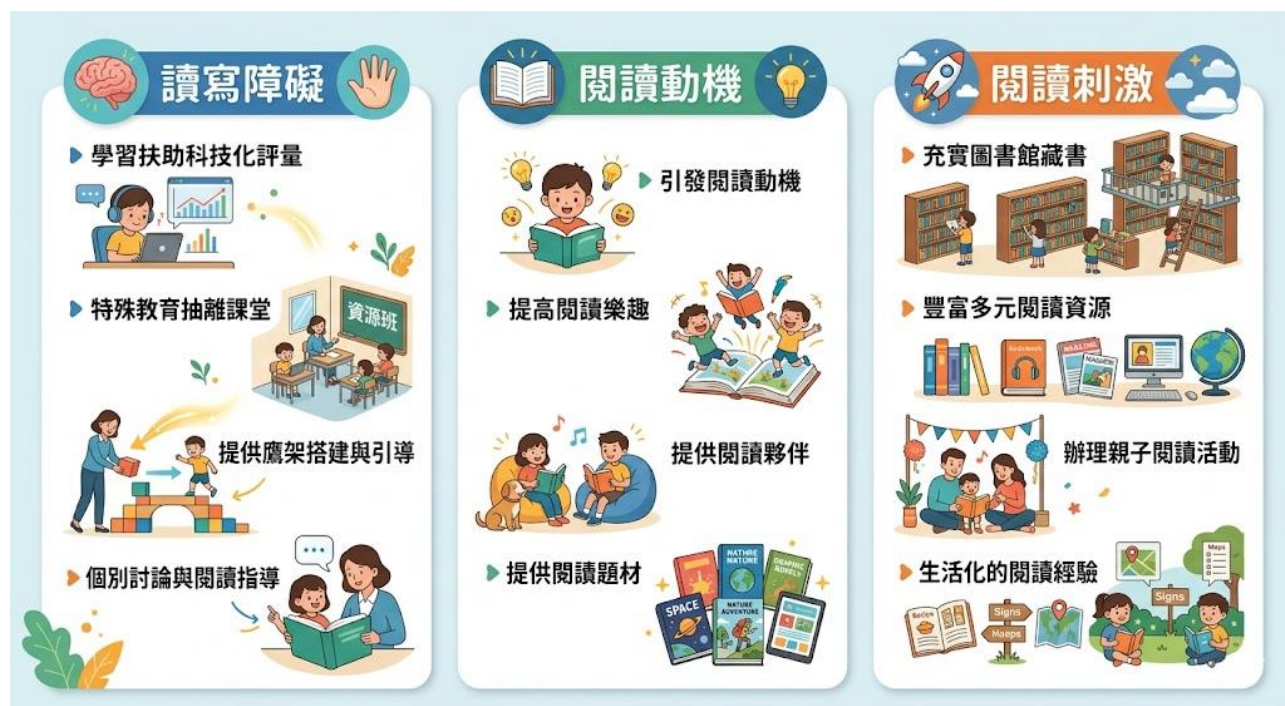 讀寫障礙
學習扶助科技化評量
特殊教育抽離課堂
資源班
提供鷹架搭建與引導
個別討論與閱讀指導
閱讀動機
引發閱讀動機
提高閱讀樂趣
提供閱讀夥伴
提供閱讀題材
NATURE
SPACE
NATURE
ADVENTURE
閱讀刺激
充實圖書館藏書
豐富多元閱讀資源
辦理親子閱讀活動
生活化的閱讀經驗
Maps
Signs
Signs
Maeps